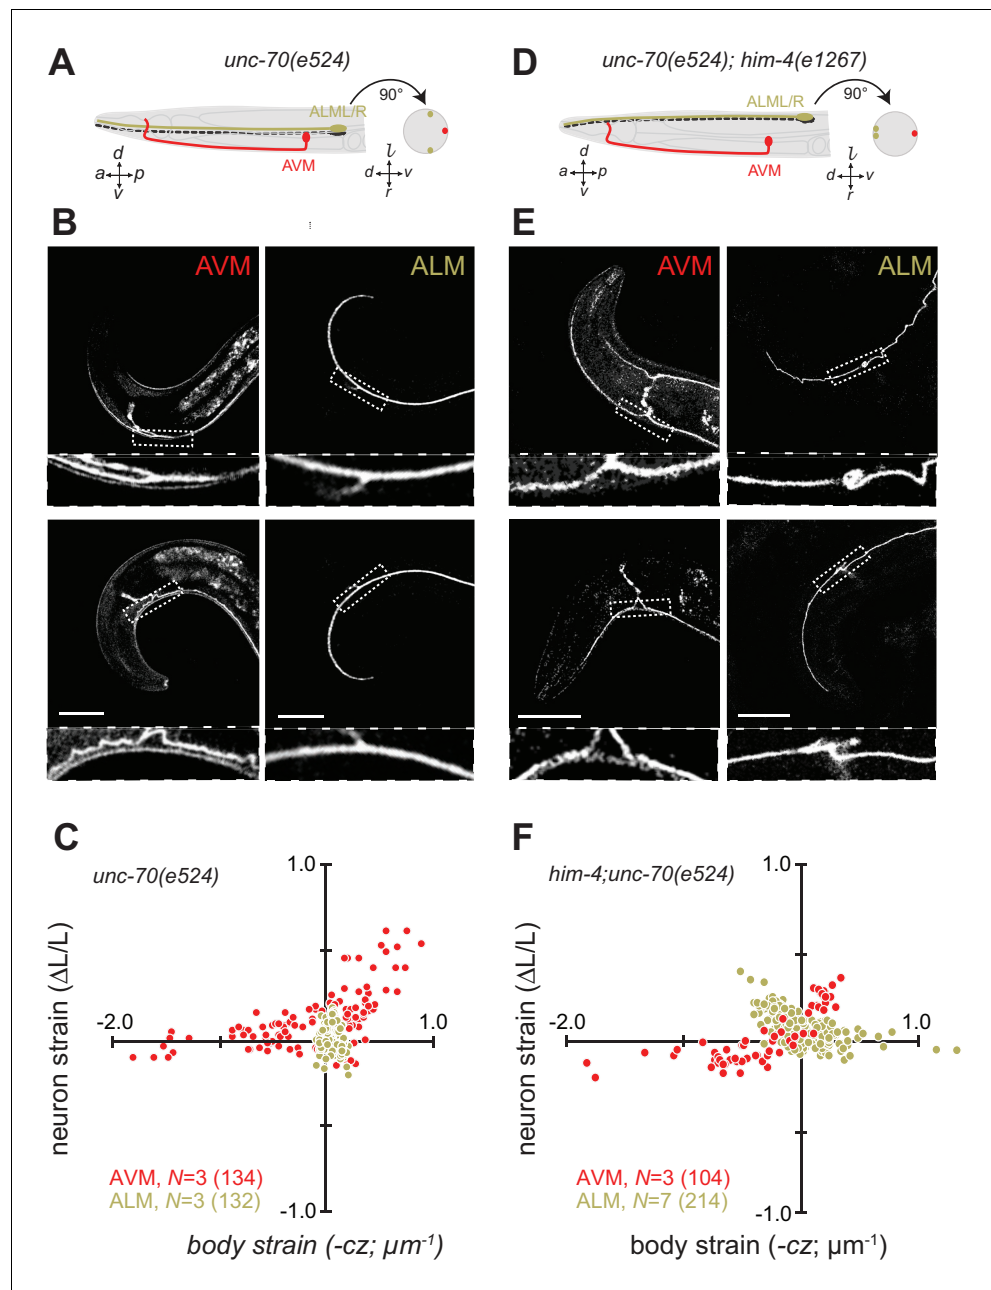 A
unc-70(e524)
ALML/R
90°
AVM
d
a p
v
l
d v
r
B
AVM
ALM
C
unc-70(e524)
1.0
-2.0
1.0
-1.0
neuron strain (ΔL/L)
AVM, N=3 (134)
ALM, N=3 (132)
body strain (-cz; µm-1)
D
unc-70(e524); him-4(e1267)
ALML/R
90°
AVM
d
a p
v
l
d v
r
E
AVM
ALM
F
him-4;unc-70(e524)
1.0
-2.0
1.0
-1.0
neuron strain (ΔL/L)
AVM, N=3 (104)
ALM, N=7 (214)
body strain (-cz; µm-1)